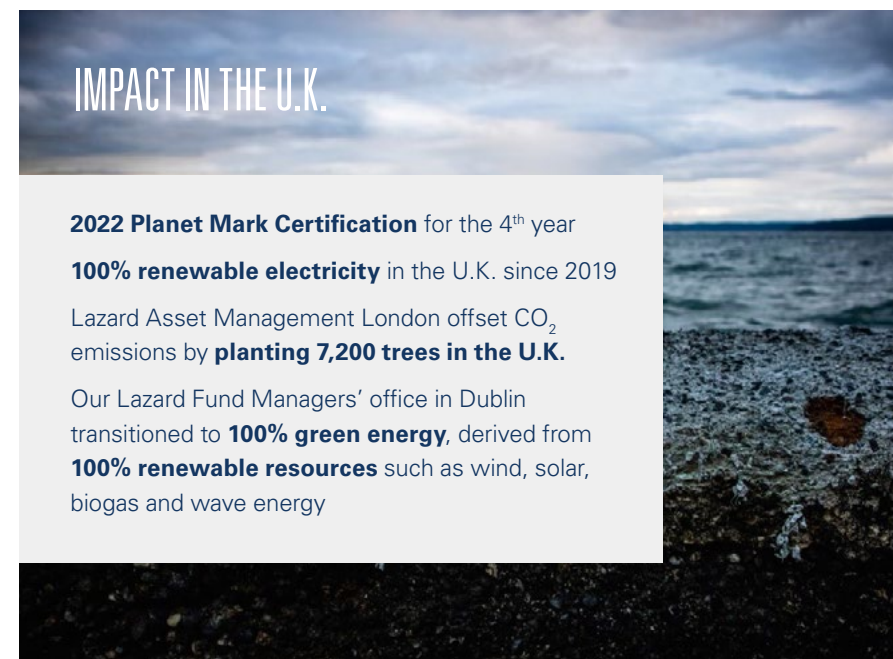 IMPACT IN THE U.K.
2022 Planet Mark Certification for the 4th year
100% renewable electricity in the U.K. since 2019
Lazard Asset Management London offset CO2
emissions by planting 7,200 trees in the U.K.
Our Lazard Fund Managers’ office in Dublin
transitioned to 100% green energy, derived from
100% renewable resources such as wind, solar,
biogas and wave energy